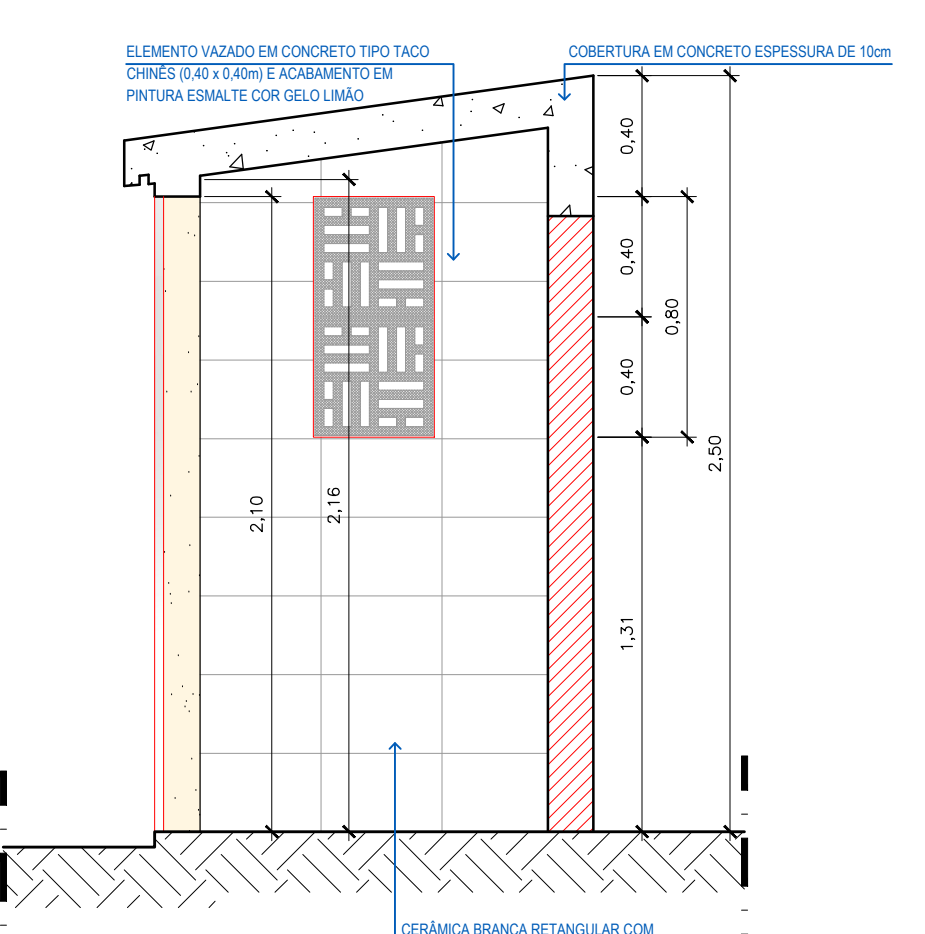 ELEMENTO VAZADO EM CONCRETO TIPO TACO
CHINÊS (0,40 x 0,40m) E ACABAMENTO EM
PINTURA ESMALTE COR GELO LIMÃO
COBERTURA EM CONCRETO ESPESSURA DE 10cm
0,40
0,40
0,80
0,40
2,50
2,10
2,16
1,31
CERÂMICA BRANCA RETANGULAR COM